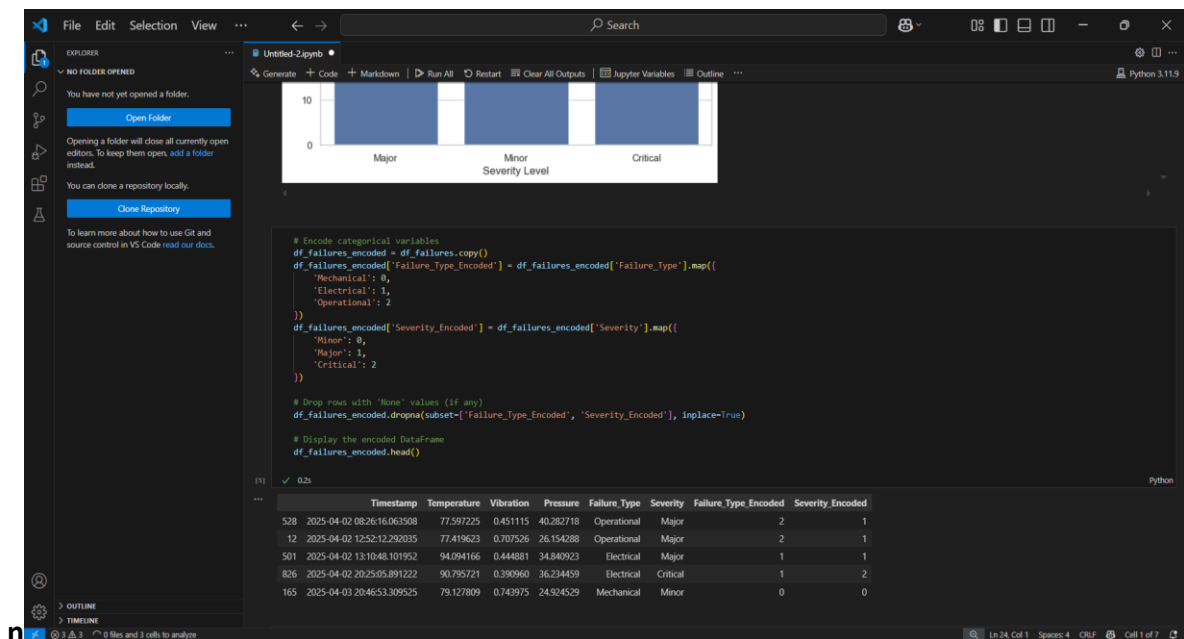 File Edit Selection View ···
Search
EXPLORER
NO FOLDER OPENED
You have not yet opened a folder.
Open Folder
Opening a folder will close all currently open
editors. To keep them open, add a folder
instead.
You can clone a repository locally.
Clone Repository
To learn more about how to use Git and
source control in VS Code read our docs.
OUTLINE
TIMELINE
Untitled-2.ipynb
Generate + Code + Markdown | Run All Restart Clear All Outputs | Jupyter Variables Outline ···
Python 3.11.9
10
0
Major Minor Critical
Severity Level
# Encode categorical variables
df_failures_encoded = df_failures.copy()
df_failures_encoded['Failure_Type_Encoded'] = df_failures_encoded['Failure_Type'].map({
'Mechanical': 0,
'Electrical': 1,
'Operational': 2
})
df_failures_encoded['Severity_Encoded'] = df_failures_encoded['Severity'].map({
'Minor': 0,
'Major': 1,
'Critical': 2
})
# Drop rows with 'None' values (if any)
df_failures_encoded.dropna(subset=['Failure_Type_Encoded', 'Severity_Encoded'], inplace=True)
# Display the encoded DataFrame
df_failures_encoded.head()
0.2s
Python
Timestamp Temperature Vibration Pressure Failure_Type Severity Failure_Type_Encoded Severity_Encoded
528 2025-04-02 08:26:16.063508 77.597225 0.451115 40.282718 Operational Major 2 1
12 2025-04-02 12:52:12.292035 77.419623 0.707526 26.154288 Operational Major 2 1
501 2025-04-02 13:10:48.101952 94.094166 0.444881 34.840923 Electrical Major 1 1
826 2025-04-02 20:25:05.891222 90.795721 0.390960 36.234459 Electrical Critical 1 2
165 2025-04-03 20:46:53.309525 79.127809 0.743975 24.924529 Mechanical Minor 0 0
n
3 3 0 files and 3 cells to analyze
Ln 24, Col 1 Spaces: 4 CRLF Cell 1 of 7